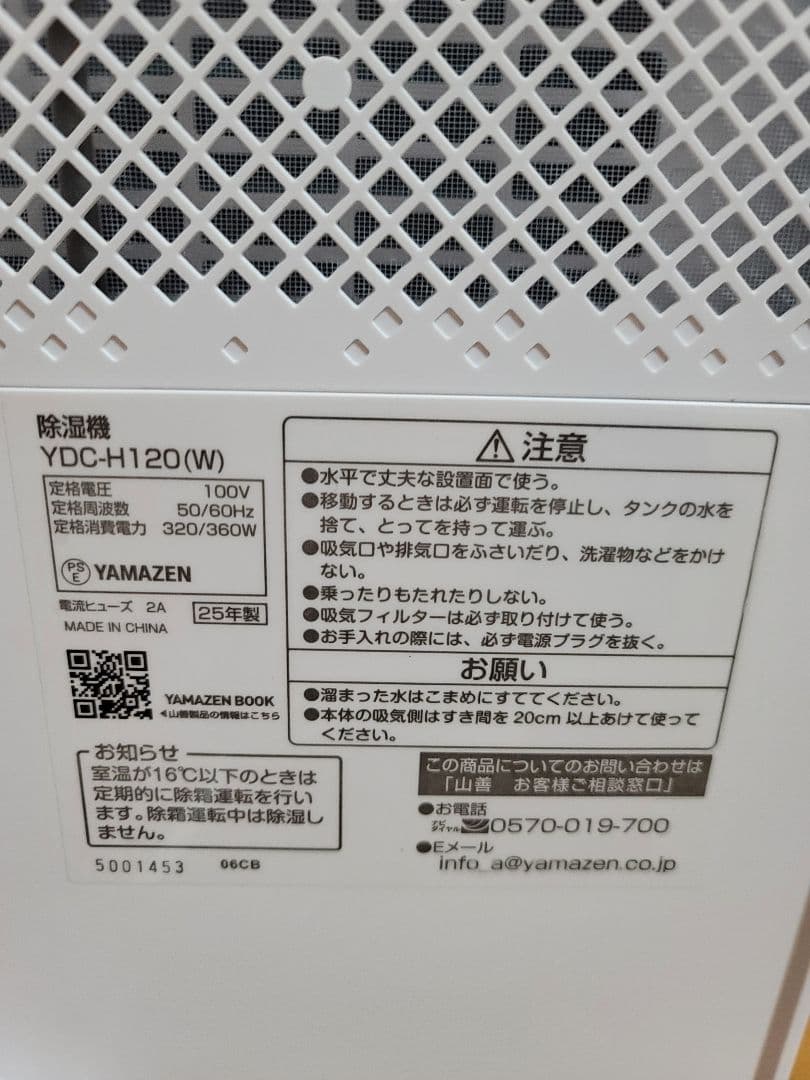 除湿機
YDC-H120(W)
定格電圧 100V
定格周波数 50/60Hz
定格消費電力 320/360W
PS
E
YAMAZEN
電流ヒューズ 2A
25年製
MADE IN CHINA
YAMAZEN BOOK
◀山善製品の情報はこちら
お知らせ
室温が16℃以下のときは
定期的に除霜運転を行い
ます。除霜運転中は除湿し
ません。
5001453 06CB
⚠注意
●水平で丈夫な設置面で使う。
●移動するときは必ず運転を停止し、タンクの水を
捨て、とってを持って運ぶ。
●吸気口や排気口をふさいだり、洗濯物などをかけ
ない。
●乗ったりもたれたりしない。
●吸気フィルターは必ず取り付けて使う。
●お手入れの際には、必ず電源プラグを抜く。
お願い
●溜まった水はこまめにすててください。
●本体の吸気側はすき間を20cm以上あけて使って
ください。
この商品についてのお問い合わせは
「山善 お客様ご相談窓口」
●お電話
ナビダイヤル 0570-019-700
●Eメール
info_a@yamazen.co.jp